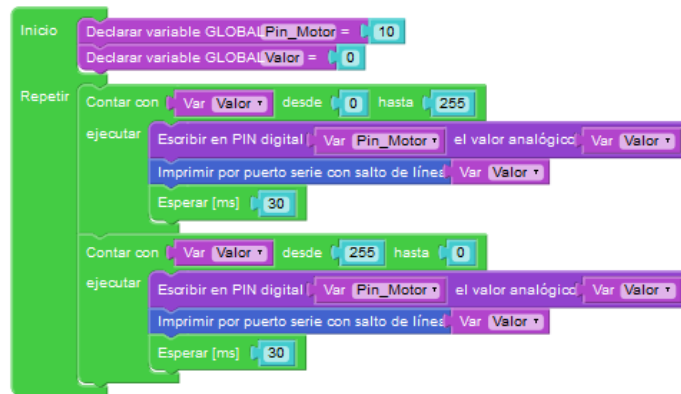 Inicio Declarar variable GLOBAL Pin_Motor = 10
Declarar variable GLOBAL Valor = 0
Repetir Contar con Var Valor desde 0 hasta 255
ejecutar Escribir en PIN digital Var Pin_Motor el valor analógico Var Valor
Imprimir por puerto serie con salto de línea Var Valor
Esperar [ms] 30
Contar con Var Valor desde 255 hasta 0
ejecutar Escribir en PIN digital Var Pin_Motor el valor analógico Var Valor
Imprimir por puerto serie con salto de línea Var Valor
Esperar [ms] 30